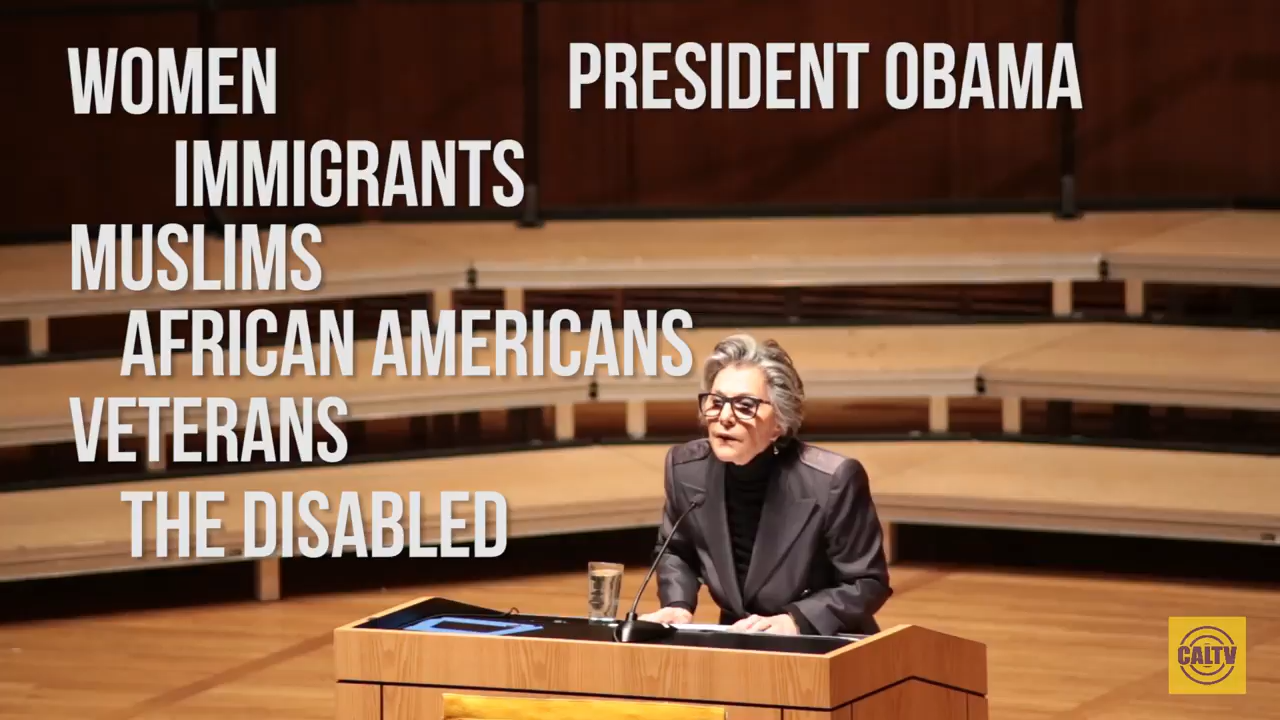 WOMEN
PRESIDENT OBAMA
IMMIGRANTS
MUSLIMS
AFRICAN AMERICANS
VETERANS
THE DISABLED
CALTV